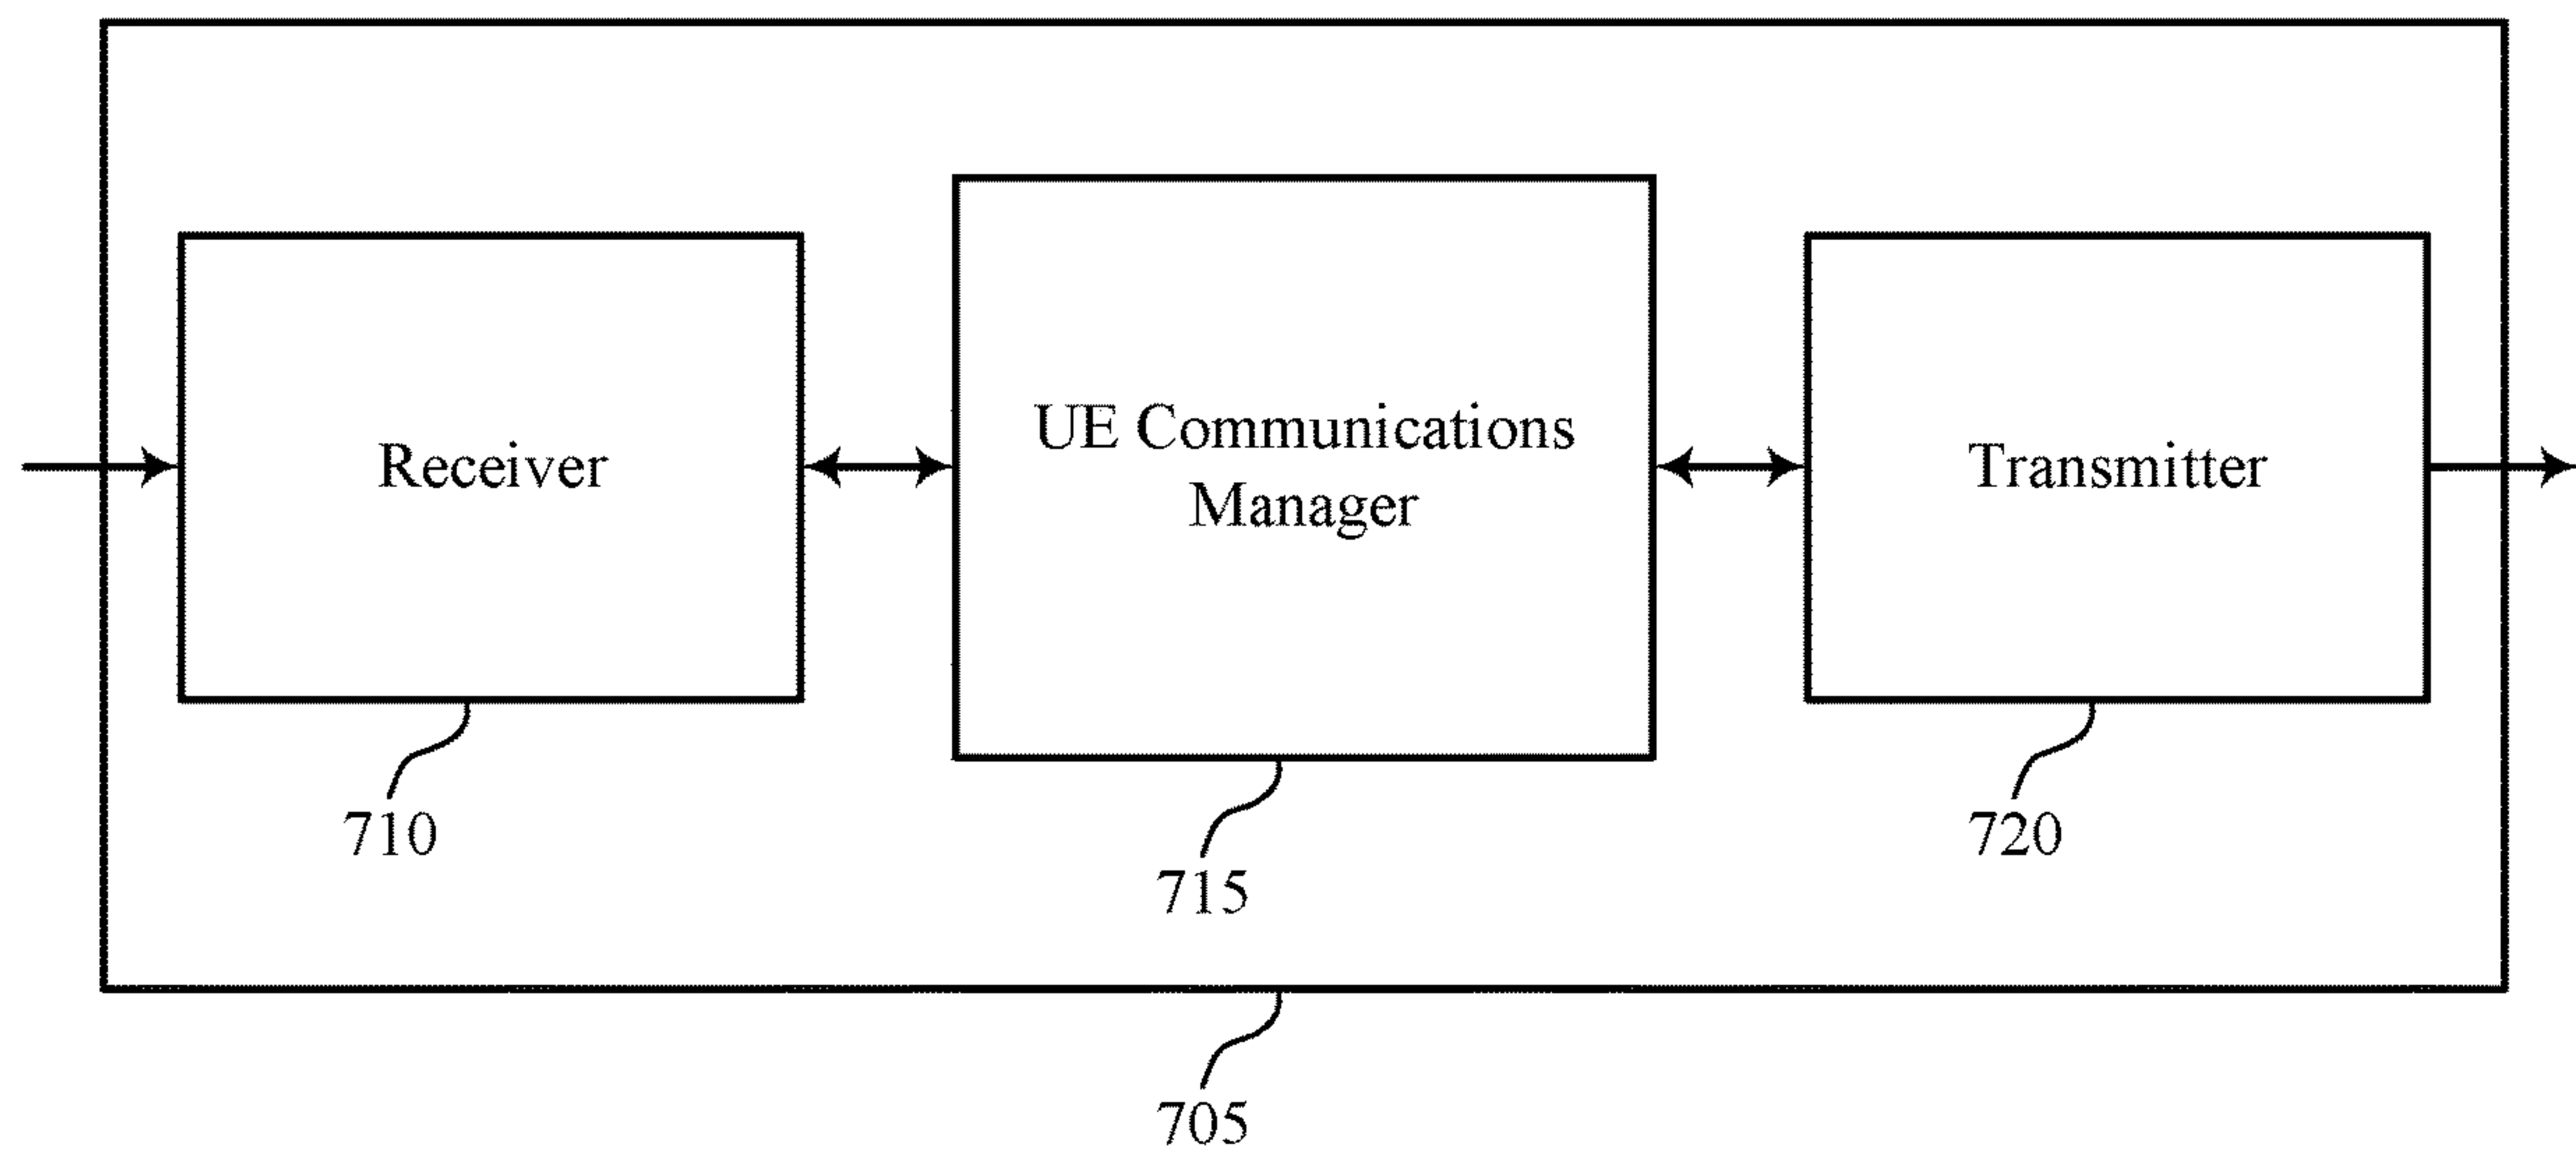 Receiver
UE Communications
Manager
Transmitter
710
715
720
705